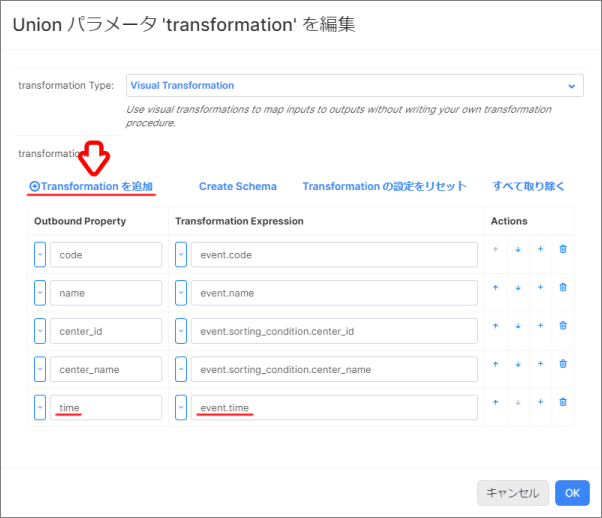 Union パラメータ 'transformation' を編集
transformation Type: Visual Transformation
Use visual transformations to map inputs to outputs without writing your own transformation
procedure.
transformation:
Transformation を追加 Create Schema Transformation の設定をリセット すべて取り除く
Outbound Property Transformation Expression Actions
code event.code
name event.name
center_id event.sorting_condition.center_id
center_name event.sorting_condition.center_name
time event.time
キャンセル OK